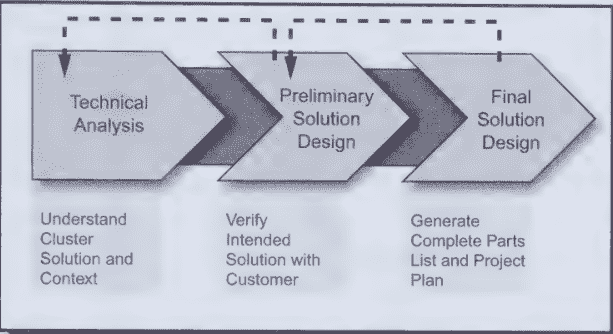 Technical
Analysis
Preliminary
Solution
Design
Final
Solution
Design
Understand
Cluster
Solution and
Context
Verify
Intended
Solution with
Customer
Generate
Complete Parts
List and Project
Plan